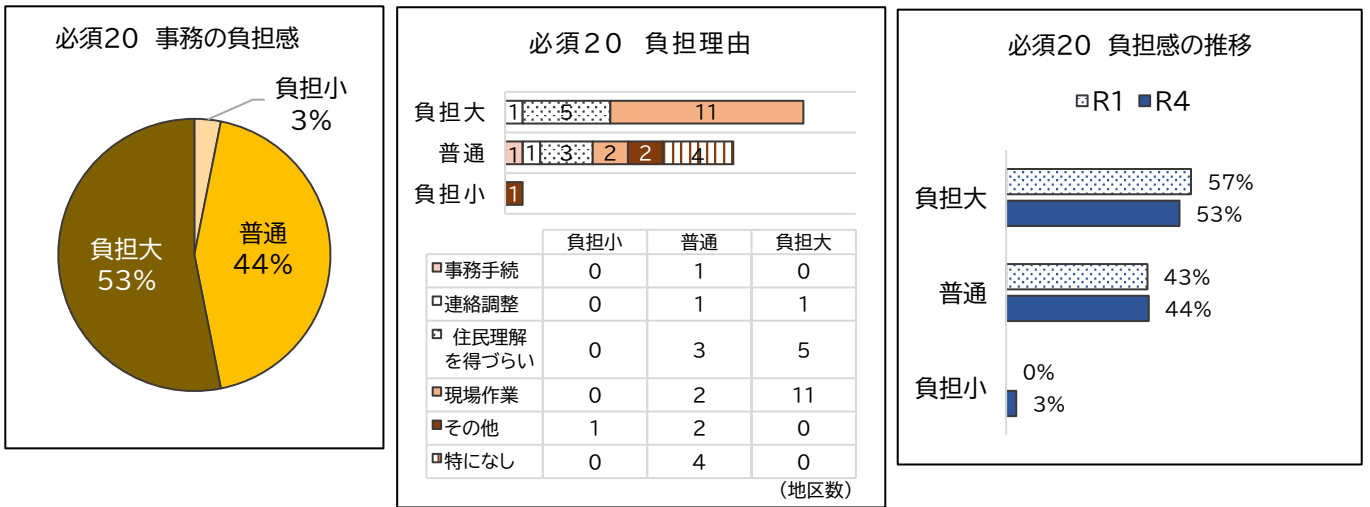 必須20 事務の負担感
負担小
3%
普通
44%
負担大
53%
必須20 負担理由
負担大
1 5 11
普通
1 1 3 2 2 4
負担小
1
負担小 普通 負担大
事務手続 0 1 0
連絡調整 0 1 1
住民理解
を得づらい 0 3 5
現場作業 0 2 11
その他 1 2 0
特になし 0 4 0
(地区数)
必須20 負担感の推移
R1 R4
負担大
57%
53%
普通
43%
44%
負担小
0%
3%